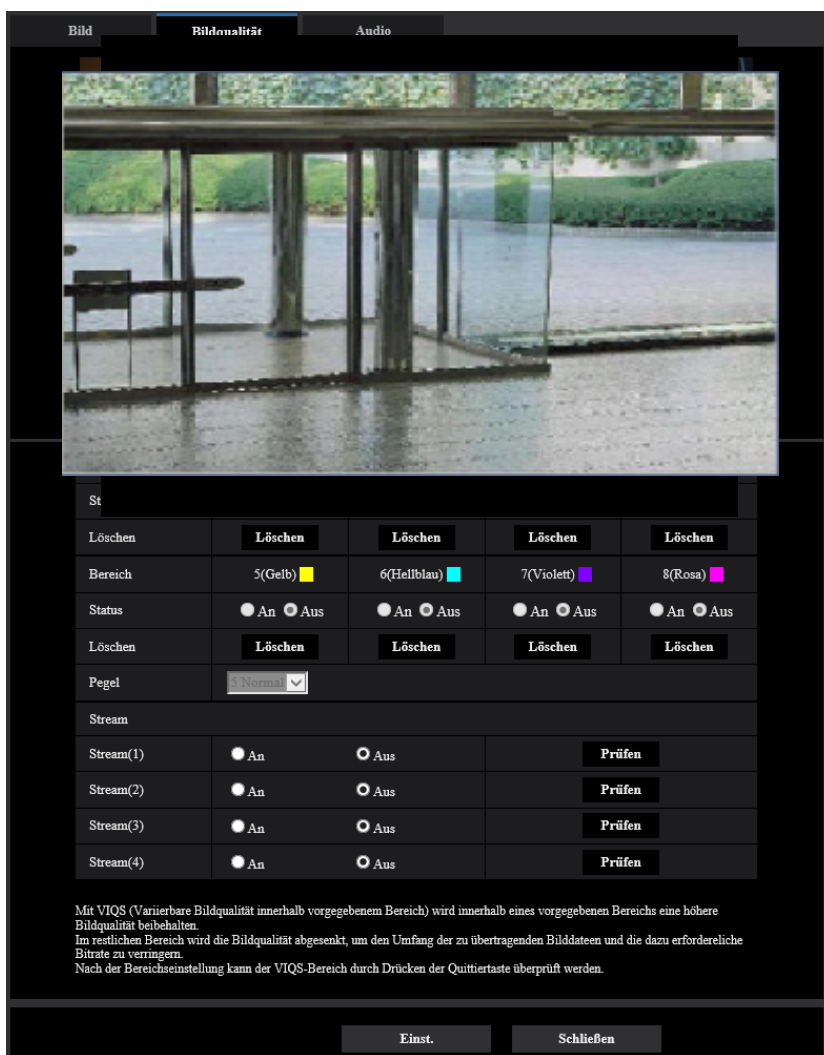 Bild Bildqualität Audio
St
Löschen Löschen Löschen Löschen Löschen
Bereich 5(Gelb) 6(Hellblau) 7(Violett) 8(Rosa)
Status An Aus An Aus An Aus An Aus
Löschen Löschen Löschen Löschen Löschen
Pegel 5 Normal
Stream
Stream(1) An Aus Prüfen
Stream(2) An Aus Prüfen
Stream(3) An Aus Prüfen
Stream(4) An Aus Prüfen
Mit VIQS (Variierbare Bildqualität innerhalb vorgegebenem Bereich) wird innerhalb eines vorgegebenen Bereichs eine höhere
Bildqualität beibehalten.
Im restlichen Bereich wird die Bildqualität abgesenkt, um den Umfang der zu übertragenden Bilddateen und die dazu erfordereliche
Bitrate zu verringern.
Nach der Bereichseinstellung kann der VIQS-Bereich durch Drücken der Quittiertaste überprüft werden.
Einst. Schließen